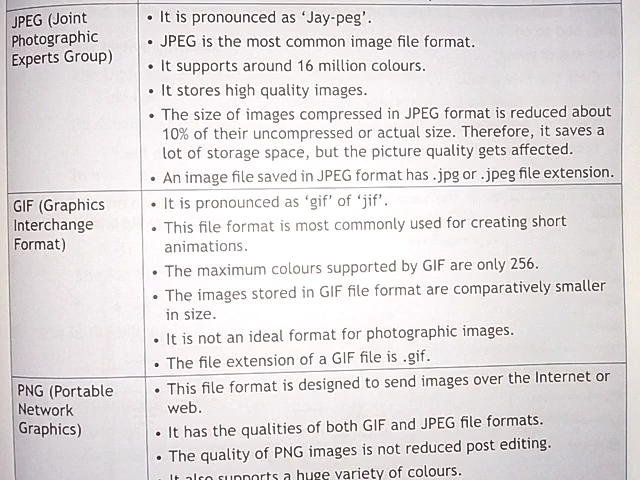 JPEG (Joint
Photographic
Experts Group)
• It is pronounced as ‘Jay-peg’.
• JPEG is the most common image file format.
• It supports around 16 million colours.
• It stores high quality images.
• The size of images compressed in JPEG format is reduced about
10% of their uncompressed or actual size. Therefore, it saves a
lot of storage space, but the picture quality gets affected.
• An image file saved in JPEG format has .jpg or .jpeg file extension.
GIF (Graphics
Interchange
Format)
• It is pronounced as ‘gif’ of ‘jif’.
• This file format is most commonly used for creating short
animations.
• The maximum colours supported by GIF are only 256.
• The images stored in GIF file format are comparatively smaller
in size.
• It is not an ideal format for photographic images.
• The file extension of a GIF file is .gif.
PNG (Portable
Network
Graphics)
• This file format is designed to send images over the Internet or
web.
• It has the qualities of both GIF and JPEG file formats.
• The quality of PNG images is not reduced post editing.
• It also supports a huge variety of colours.